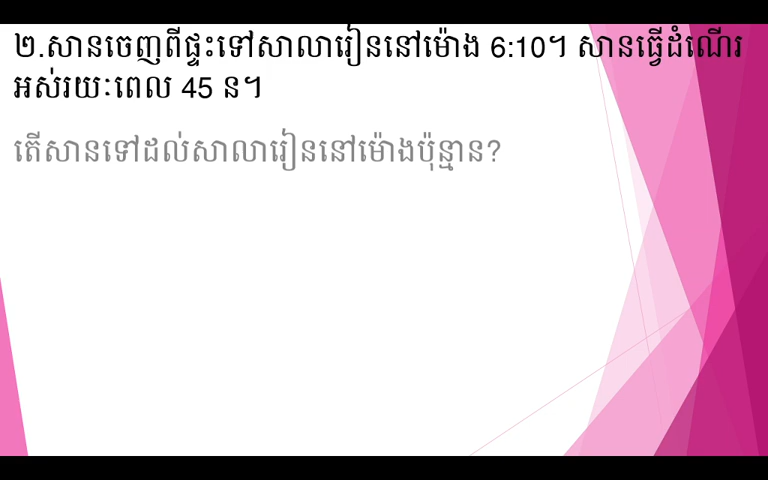 ២.សានចេញពីផ្ទះទៅសាលារៀននៅម៉ោង 6:10។ សានធ្វើដំណើរ
អស់រយៈពេល 45 ន។
តើសានទៅដល់សាលារៀននៅម៉ោងប៉ុន្មាន?